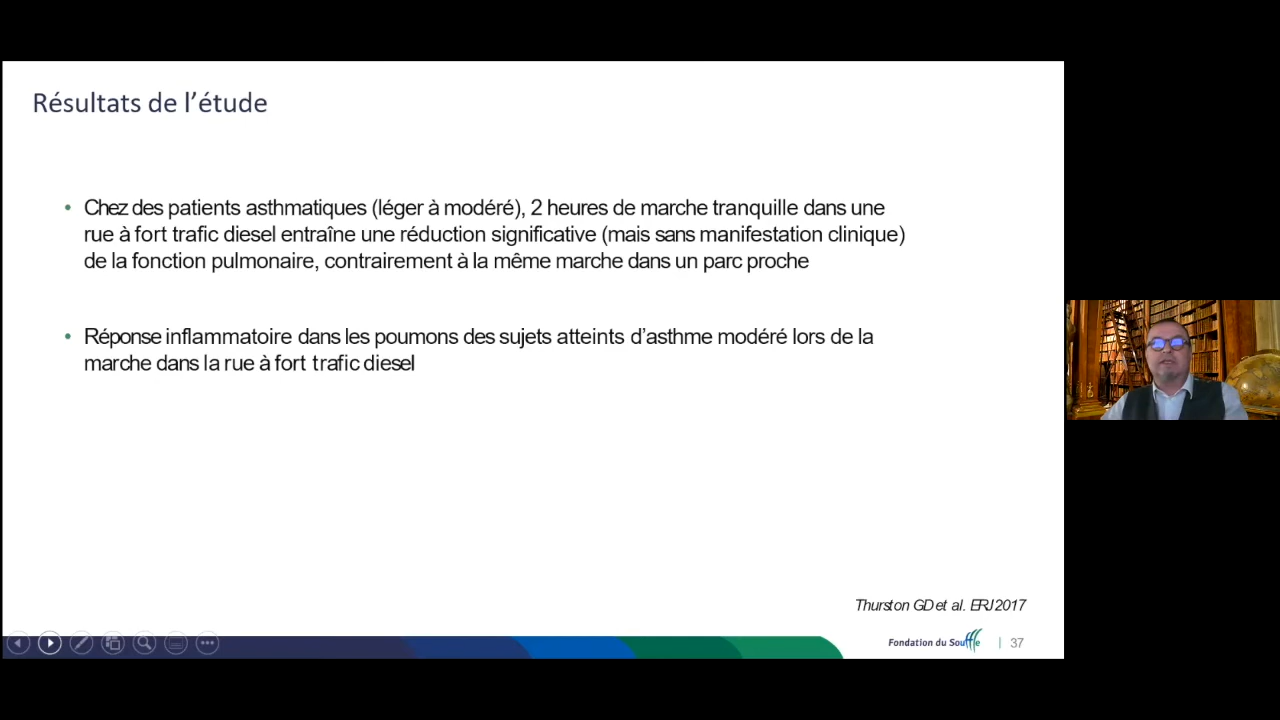 Résultats de l’étude
• Chez des patients asthmatiques (léger à modéré), 2 heures de marche tranquille dans une
rue à fort trafic diesel entraîne une réduction significative (mais sans manifestation clinique)
de la fonction pulmonaire, contrairement à la même marche dans un parc proche
• Réponse inflammatoire dans les poumons des sujets atteints d’asthme modéré lors de la
marche dans la rue à fort trafic diesel
Thurston GD et al. ERJ 2017
Fondation du Souffle | 37